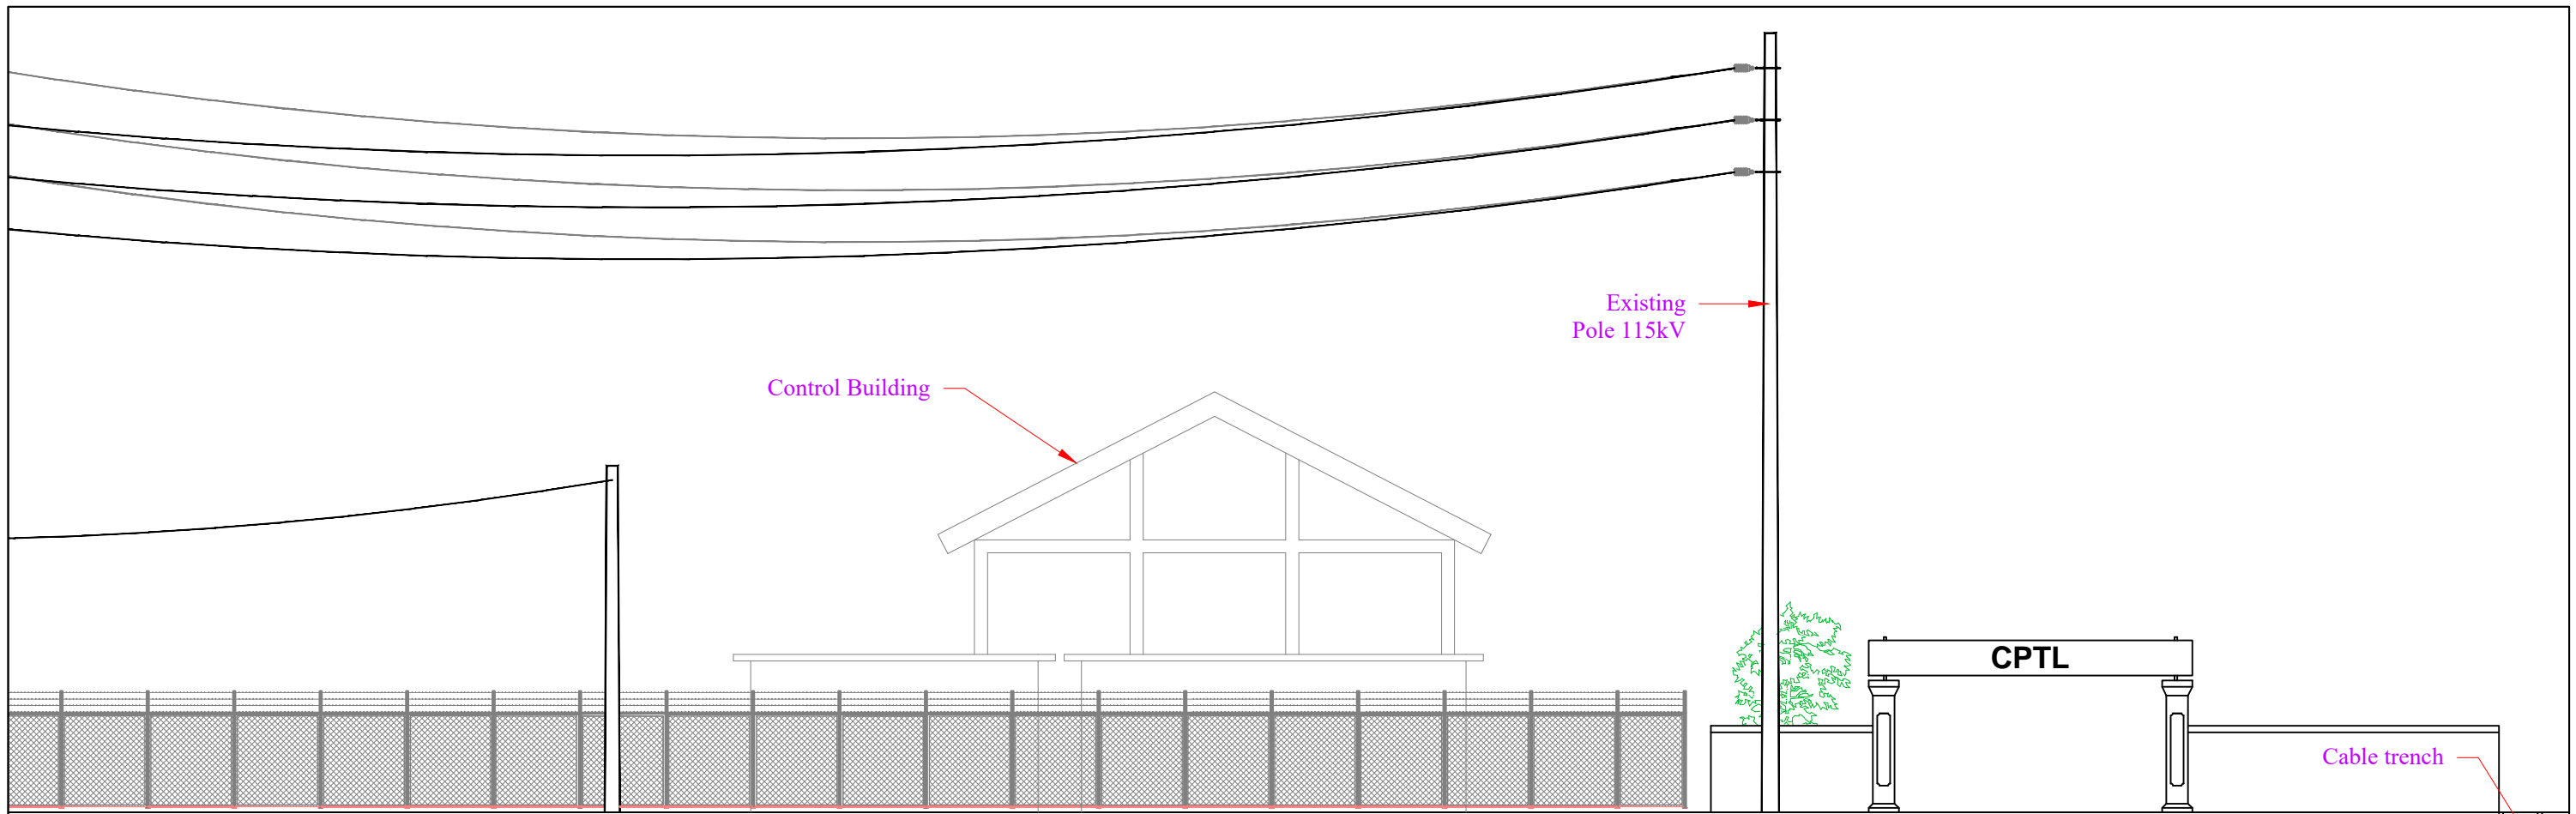 Existing
Pole 115kV
Control Building
CPTL
Cable trench